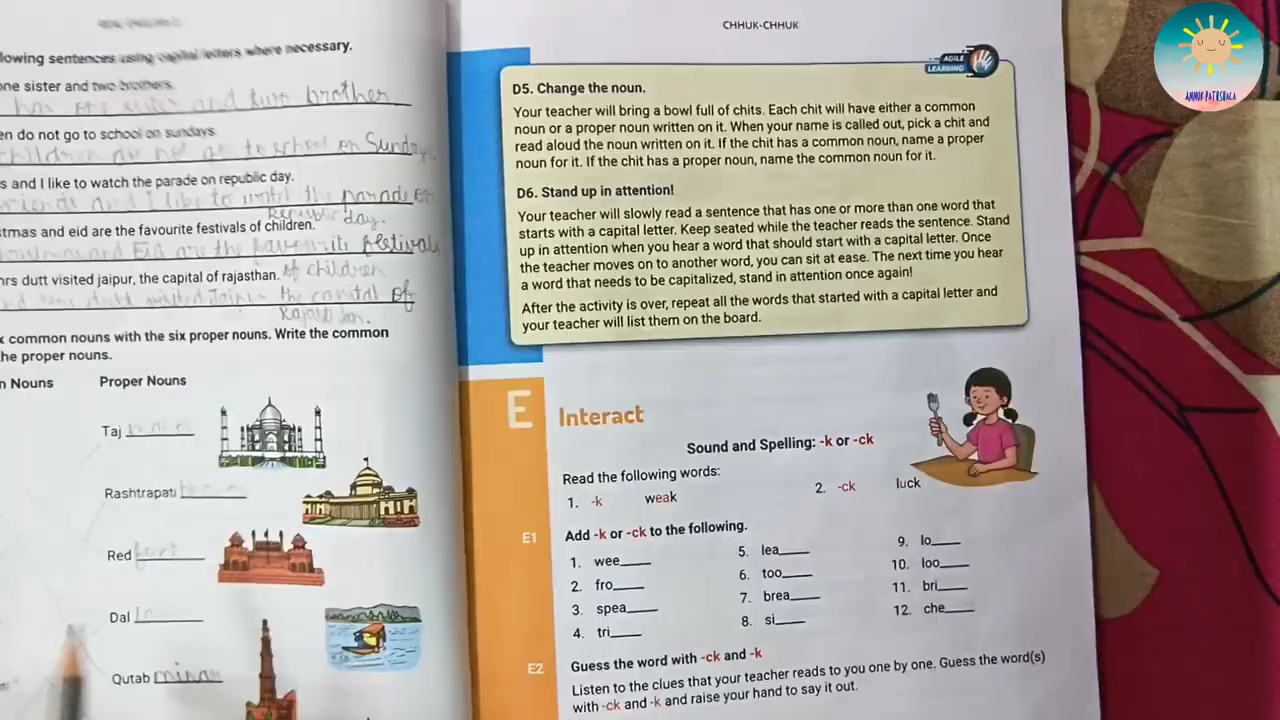 lowing sentences using capital letters where necessary.
one sister and two brothers.
has one sister and two brother
en do not go to school on sundays.
children do not go to school on Sunday.
s and I like to watch the parade on republic day.
friends and I like to watch the parade on
Republic day.
stmas and eid are the favourite festivals of children.
and Eid are the favourite festivals
of children
mrs dutt visited jaipur, the capital of rajasthan.
dutt visited Jaipur the capital of
x common nouns with the six proper nouns. Write the common
he proper nouns.
n Nouns Proper Nouns
Taj
Rashtrapati
Red fort
Dal
Qutab minar
CHHUK-CHHUK
AGILE
LEARNING
D5. Change the noun.
Your teacher will bring a bowl full of chits. Each chit will have either a common
noun or a proper noun written on it. When your name is called out, pick a chit and
read aloud the noun written on it. If the chit has a common noun, name a proper
noun for it. If the chit has a proper noun, name the common noun for it.
D6. Stand up in attention!
Your teacher will slowly read a sentence that has one or more than one word that
starts with a capital letter. Keep seated while the teacher reads the sentence. Stand
up in attention when you hear a word that should start with a capital letter. Once
the teacher moves on to another word, you can sit at ease. The next time you hear
a word that needs to be capitalized, stand in attention once again!
After the activity is over, repeat all the words that started with a capital letter and
your teacher will list them on the board.
E Interact
Sound and Spelling: -k or -ck
Read the following words:
1. -k weak 2. -ck luck
E1 Add -k or -ck to the following.
1. wee____ 5. lea____ 9. lo____
2. fro____ 6. too____ 10. loo____
3. spea____ 7. brea____ 11. bri____
4. tri____ 8. si____ 12. che____
E2 Guess the word with -ck and -k
Listen to the clues that your teacher reads to you one by one. Guess the word(s)
with -ck and -k and raise your hand to say it out.
ANMOK PATHSHALA